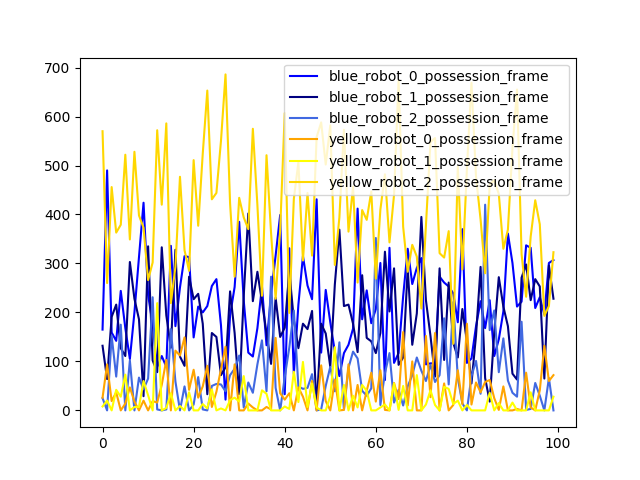 700
600
500
400
300
200
100
0
0
20
40
60
80
100
blue_robot_0_possession_frame
blue_robot_1_possession_frame
blue_robot_2_possession_frame
yellow_robot_0_possession_frame
yellow_robot_1_possession_frame
yellow_robot_2_possession_frame